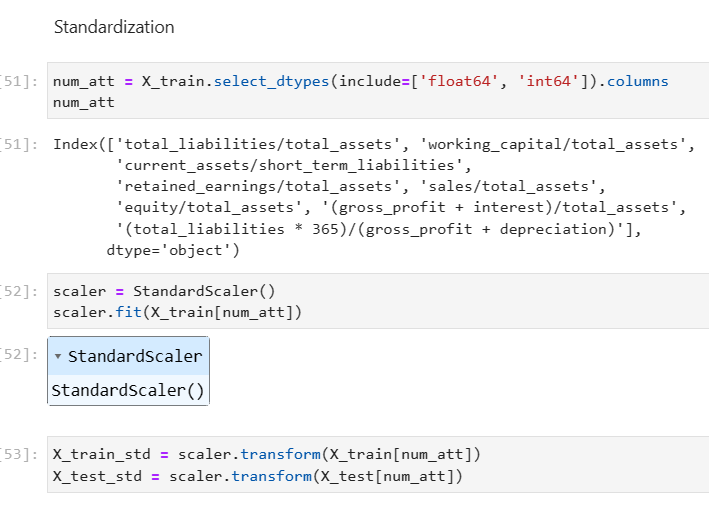 Standardization
[51]: num_att = X_train.select_dtypes(include=['float64', 'int64']).columns
num_att
[51]: Index(['total_liabilities/total_assets', 'working_capital/total_assets',
'current_assets/short_term_liabilities',
'retained_earnings/total_assets', 'sales/total_assets',
'equity/total_assets', '(gross_profit + interest)/total_assets',
'(total_liabilities * 365)/(gross_profit + depreciation)'],
dtype='object')
[52]: scaler = StandardScaler()
scaler.fit(X_train[num_att])
[52]: ▾ StandardScaler
StandardScaler()
[53]: X_train_std = scaler.transform(X_train[num_att])
X_test_std = scaler.transform(X_test[num_att])